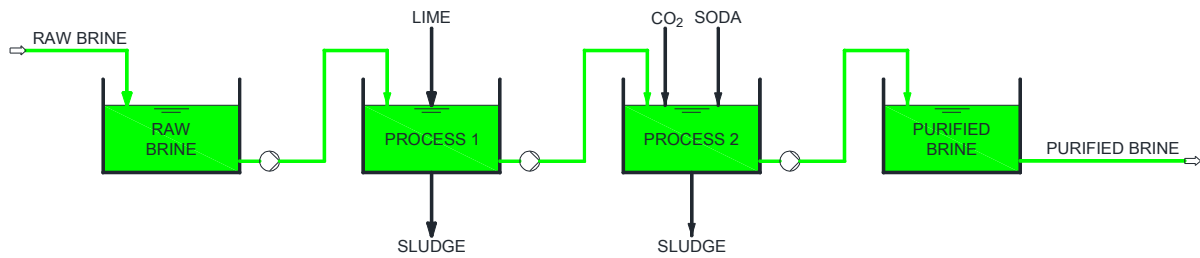 LIME
CO₂ SODA
RAW BRINE
RAW
BRINE
PROCESS 1
PROCESS 2
PURIFIED
BRINE
PURIFIED BRINE
SLUDGE
SLUDGE